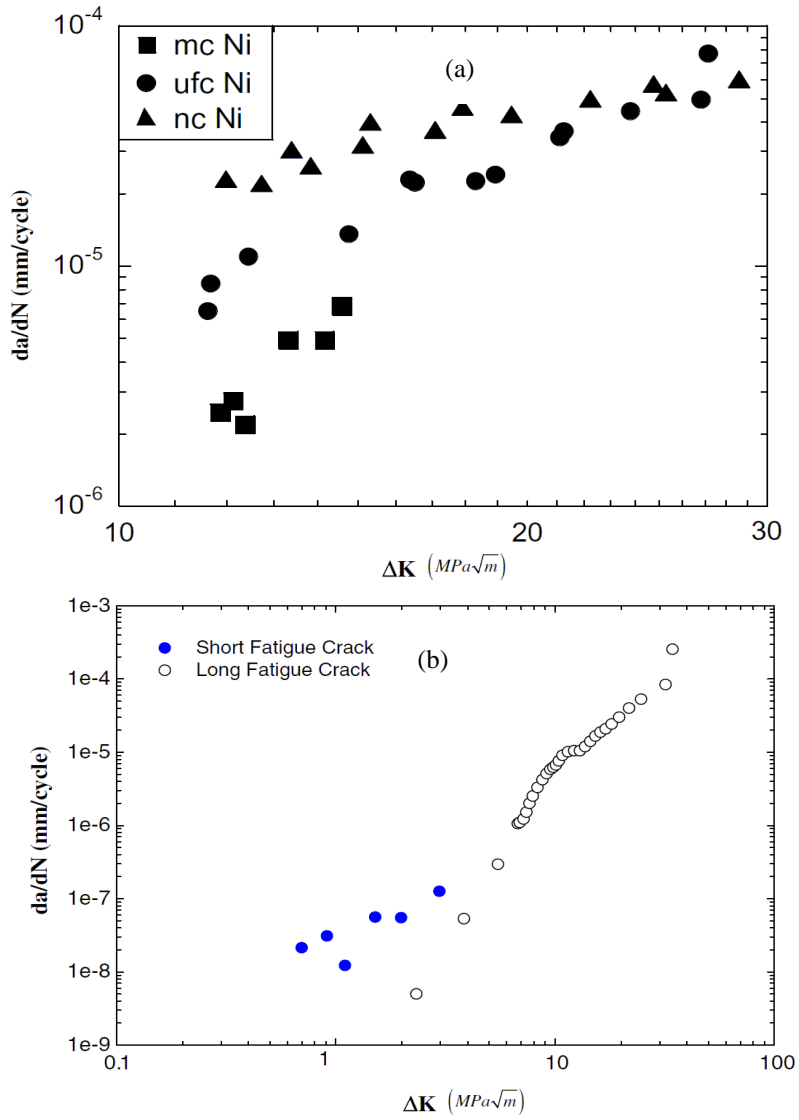 10⁻⁴
mc Ni
ufc Ni
nc Ni
(a)
10⁻⁵
da/dN (mm/cycle)
10⁻⁶
10
20
30
ΔK (MPa√m)
1e-3
Short Fatigue Crack
Long Fatigue Crack
(b)
1e-4
1e-5
1e-6
da/dN (mm/cycle)
1e-7
1e-8
1e-9
0.1
1
10
100
ΔK (MPa√m)